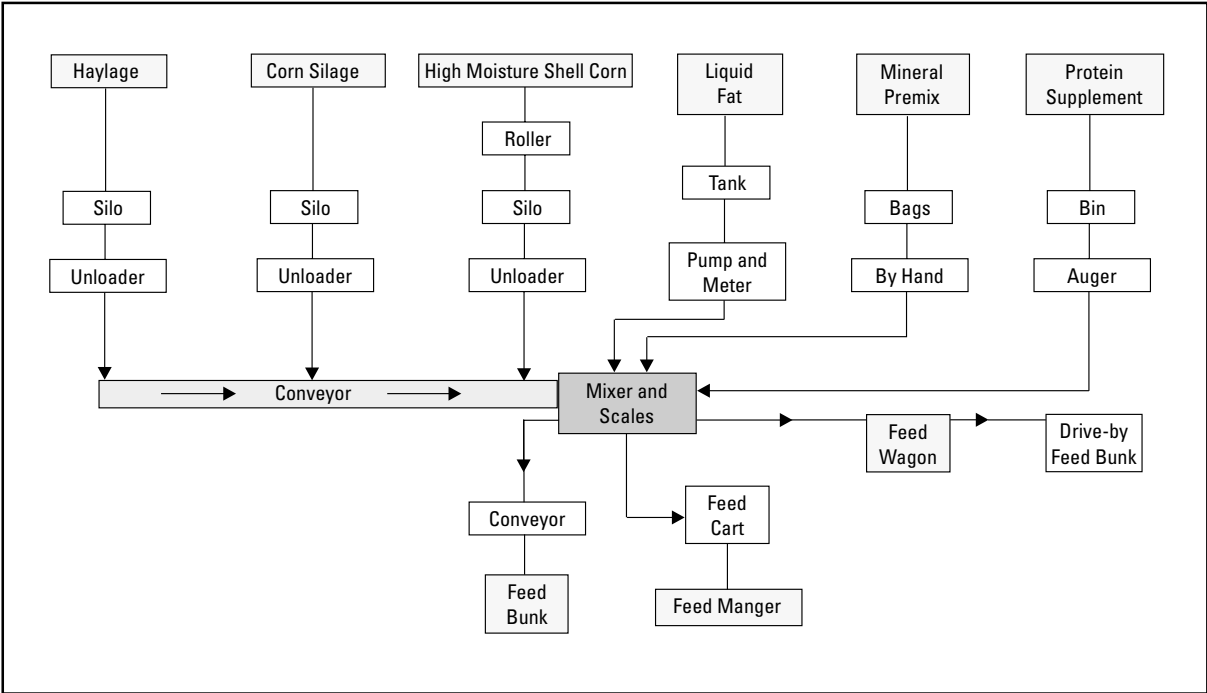 Haylage
Corn Silage
High Moisture Shell Corn
Liquid
Fat
Mineral
Premix
Protein
Supplement
Roller
Tank
Silo
Silo
Silo
Bags
Bin
Unloader
Unloader
Unloader
Pump and
Meter
By Hand
Auger
Conveyor
Mixer and
Scales
Feed
Wagon
Drive-by
Feed Bunk
Conveyor
Feed
Cart
Feed
Bunk
Feed Manger